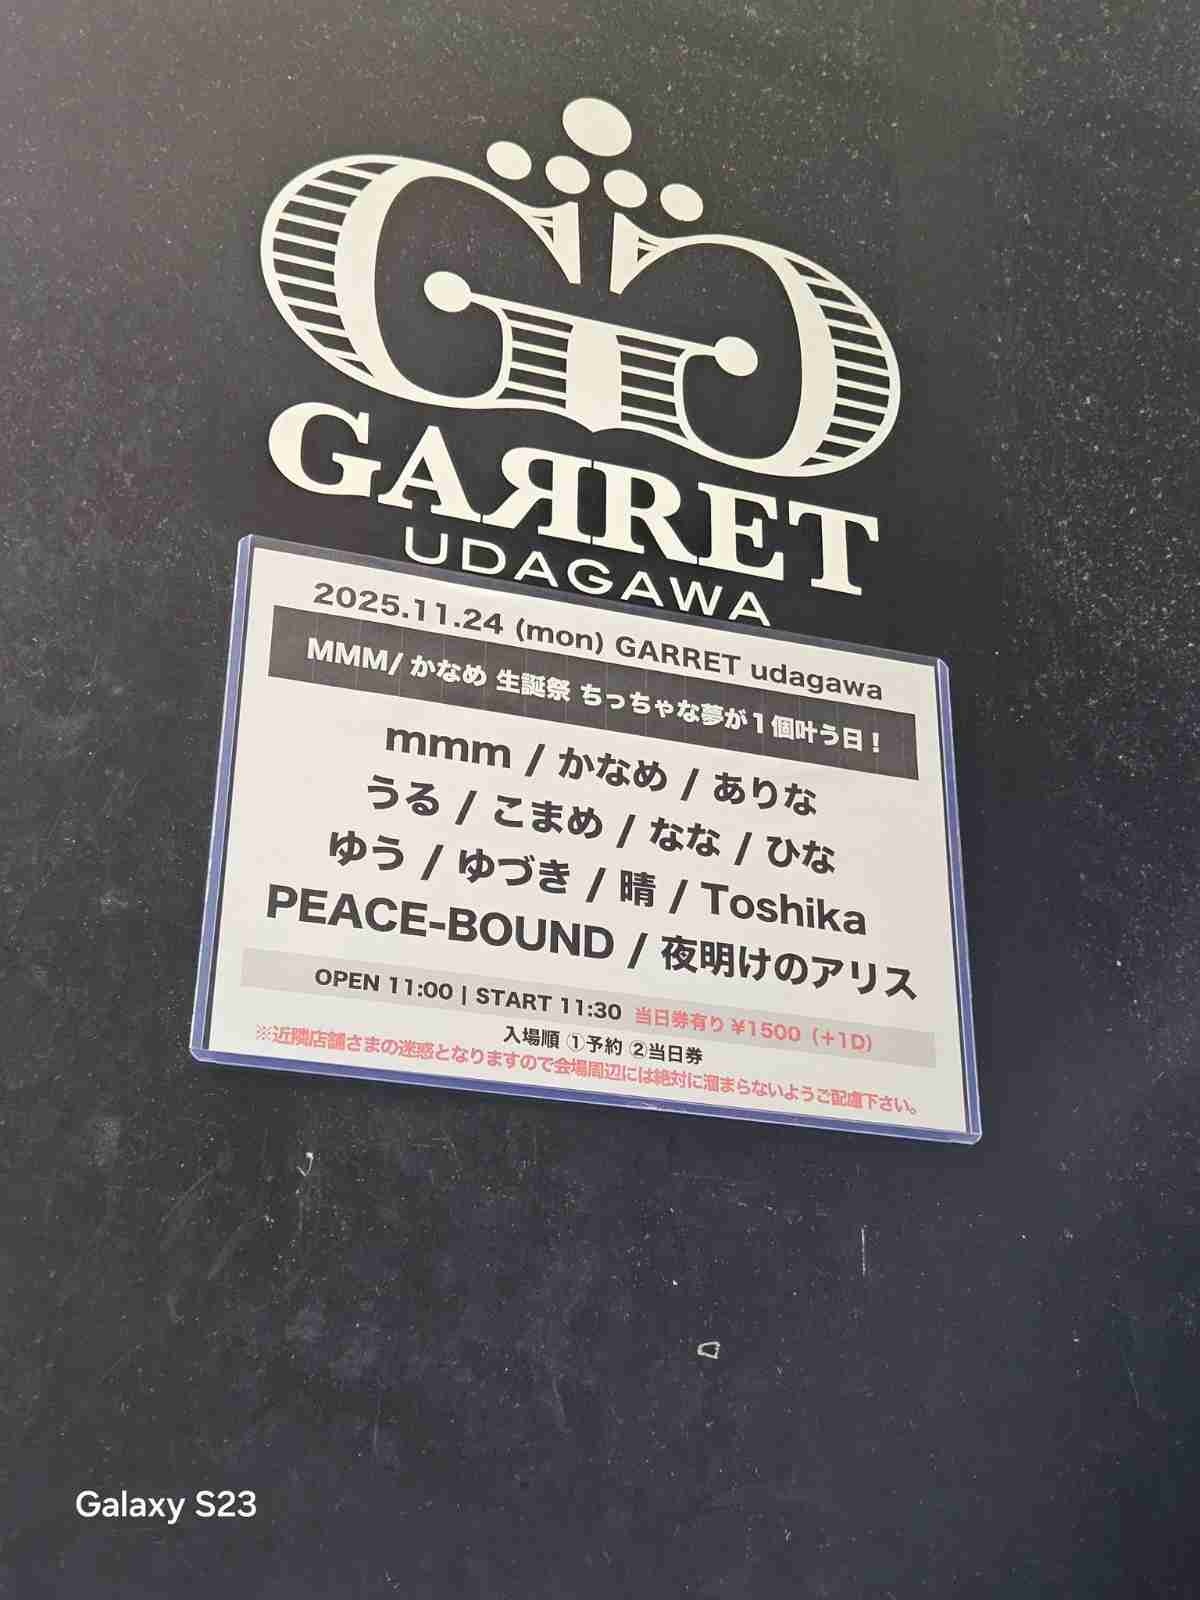 GARRET
UDAGAWA
2025.11.24 (mon) GARRET udagawa
MMM/ かなめ 生誕祭 ちっちゃな夢が１個叶う日！
mmm / かなめ / ありな
うる / こまめ / なな / ひな
ゆう / ゆづき / 晴 / Toshika
PEACE-BOUND / 夜明けのアリス
OPEN 11:00 | START 11:30 当日券有り ¥1500（+1D）
入場順 ①予約 ②当日券
※近隣店舗さまの迷惑となりますので会場周辺には絶対に溜まらないようご配慮下さい。
Galaxy S23